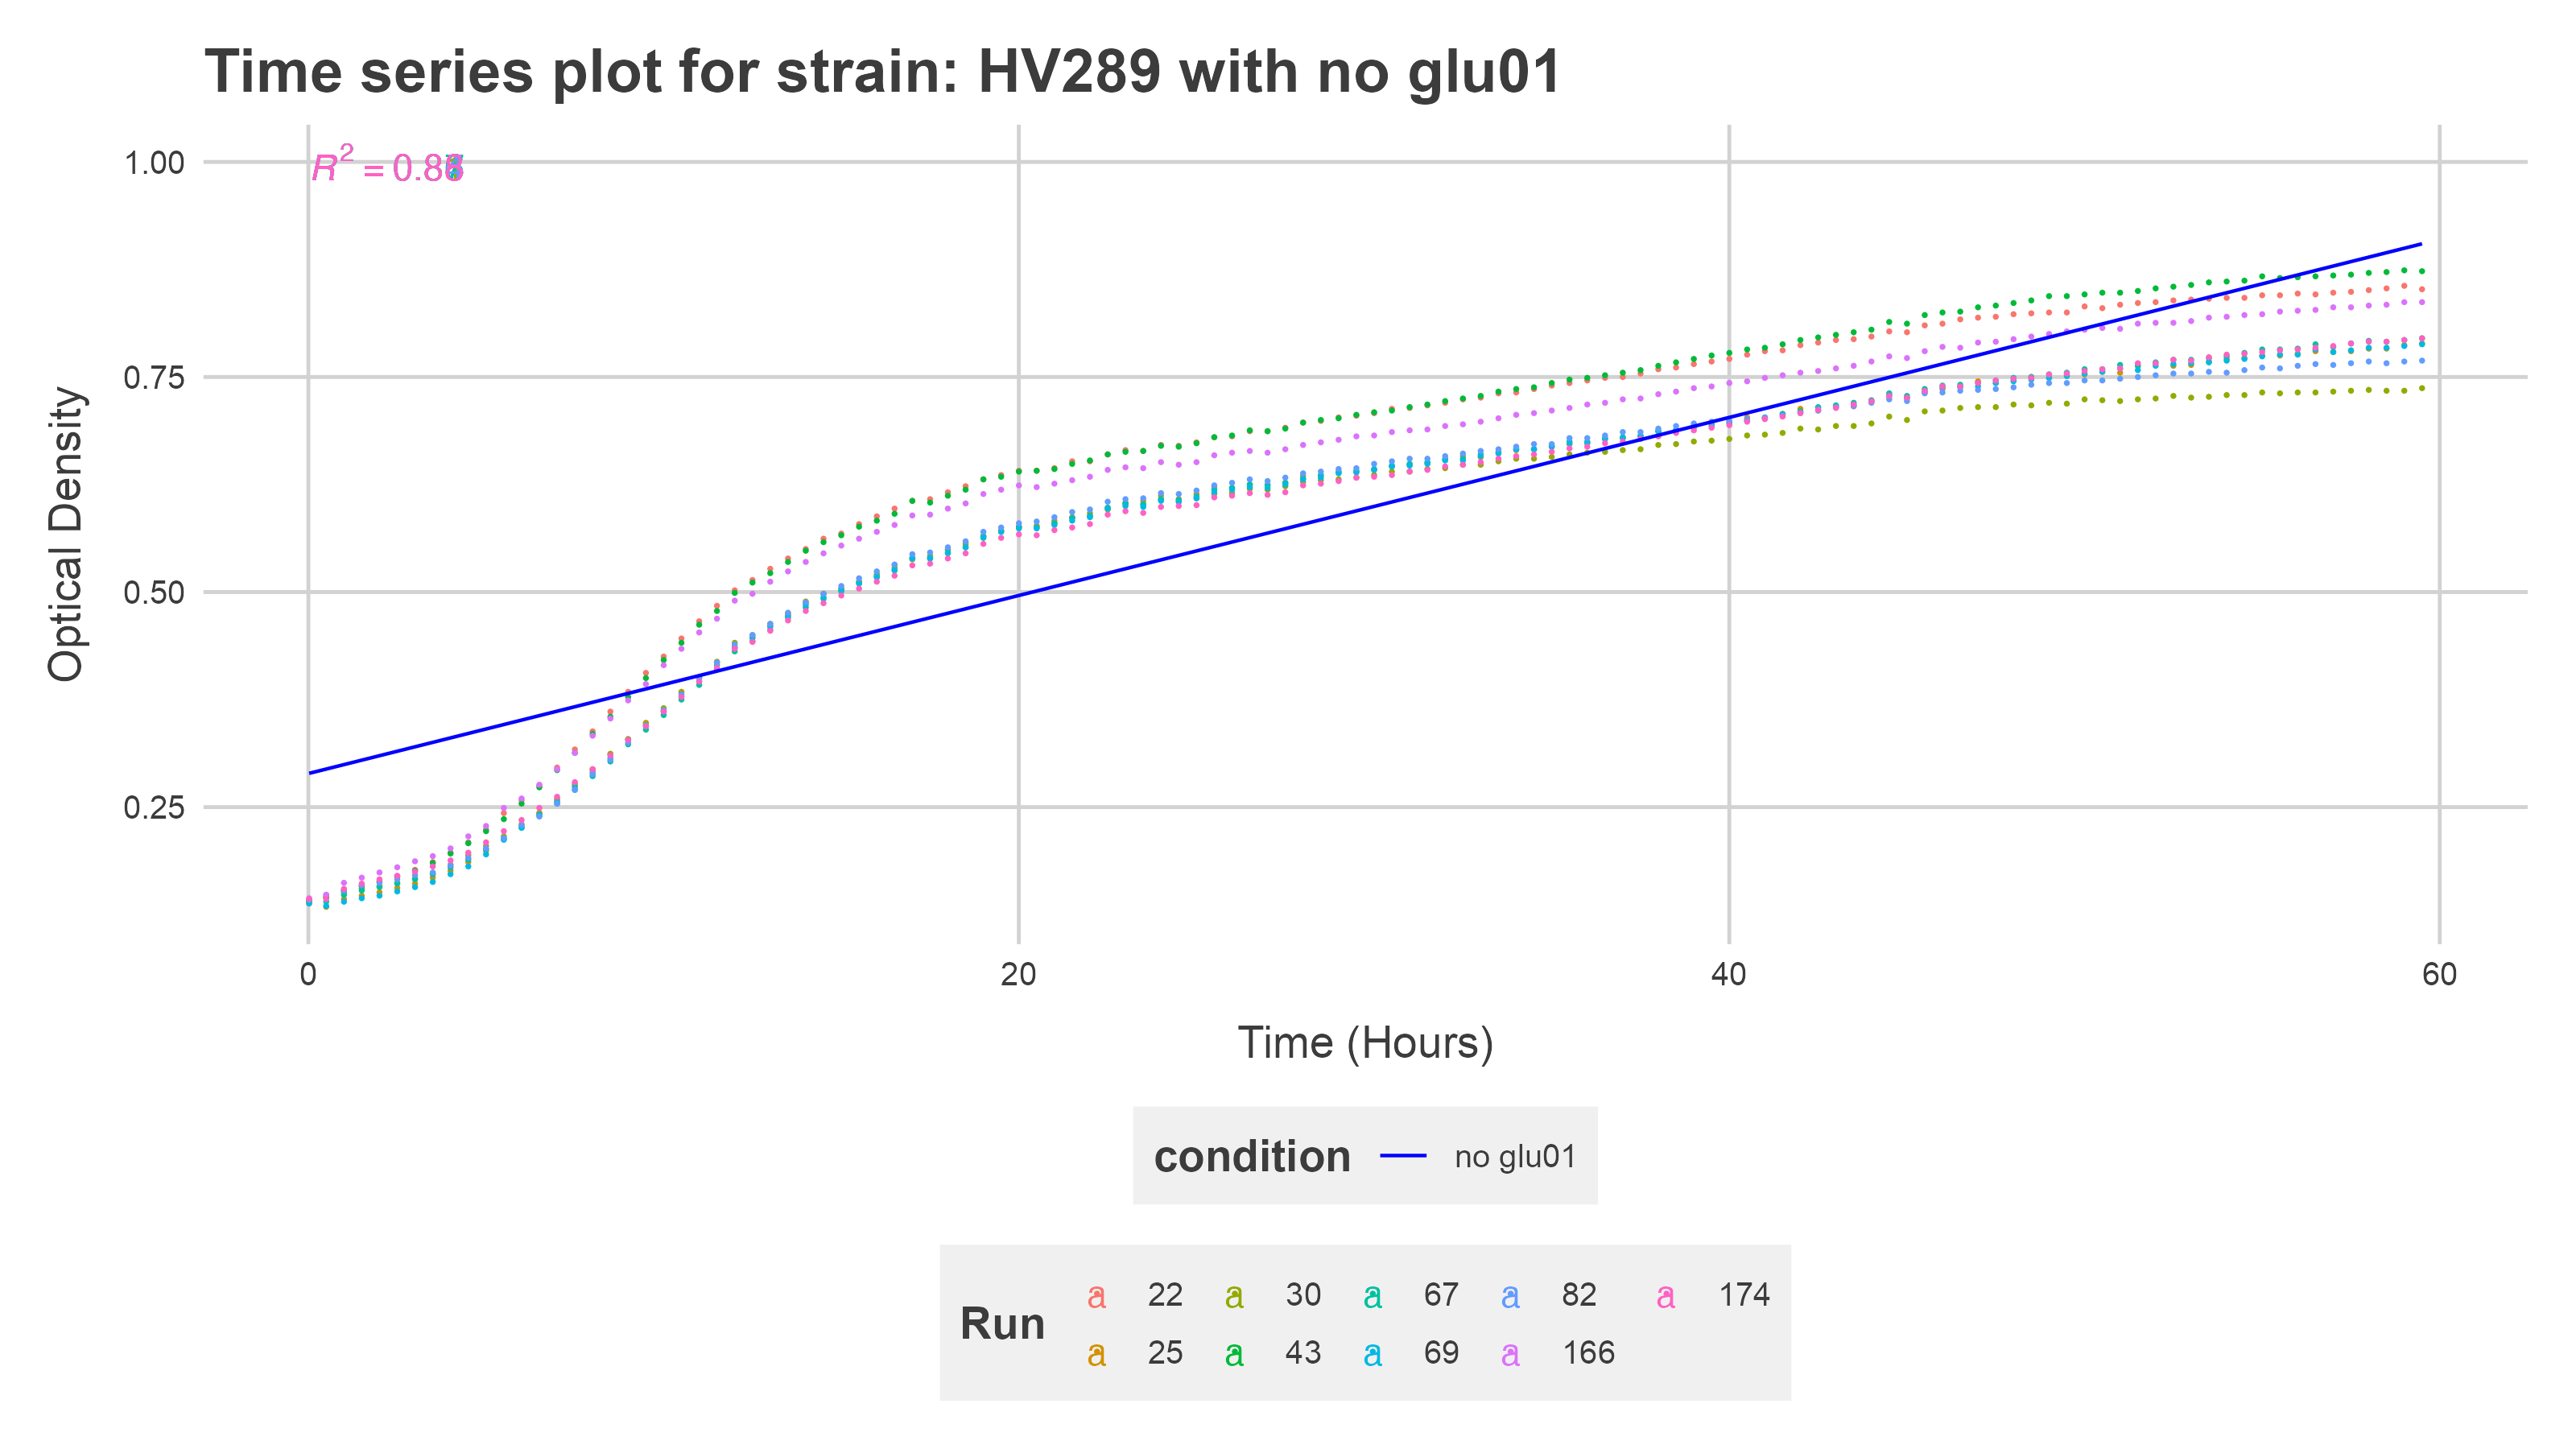 Time series plot for strain: HV289 with no glu01
1.00
0.75
0.50
0.25
Optical Density
R² =
0 20 40 60
Time (Hours)
condition no glu01
Run
a 22 a 30 a 67 a 82 a 174
a 25 a 43 a 69 a 166